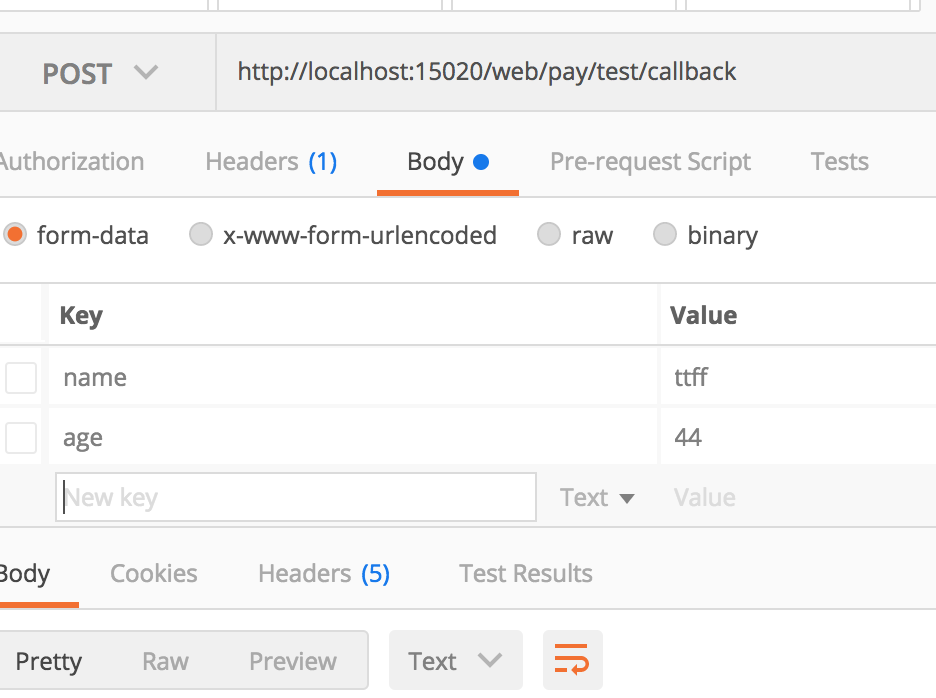 POST http://localhost:15020/web/pay/test/callback
Authorization Headers (1) Body Pre-request Script Tests
form-data x-www-form-urlencoded raw binary
Key Value
name ttff
age 44
New key Text Value
Body Cookies Headers (5) Test Results
Pretty Raw Preview Text